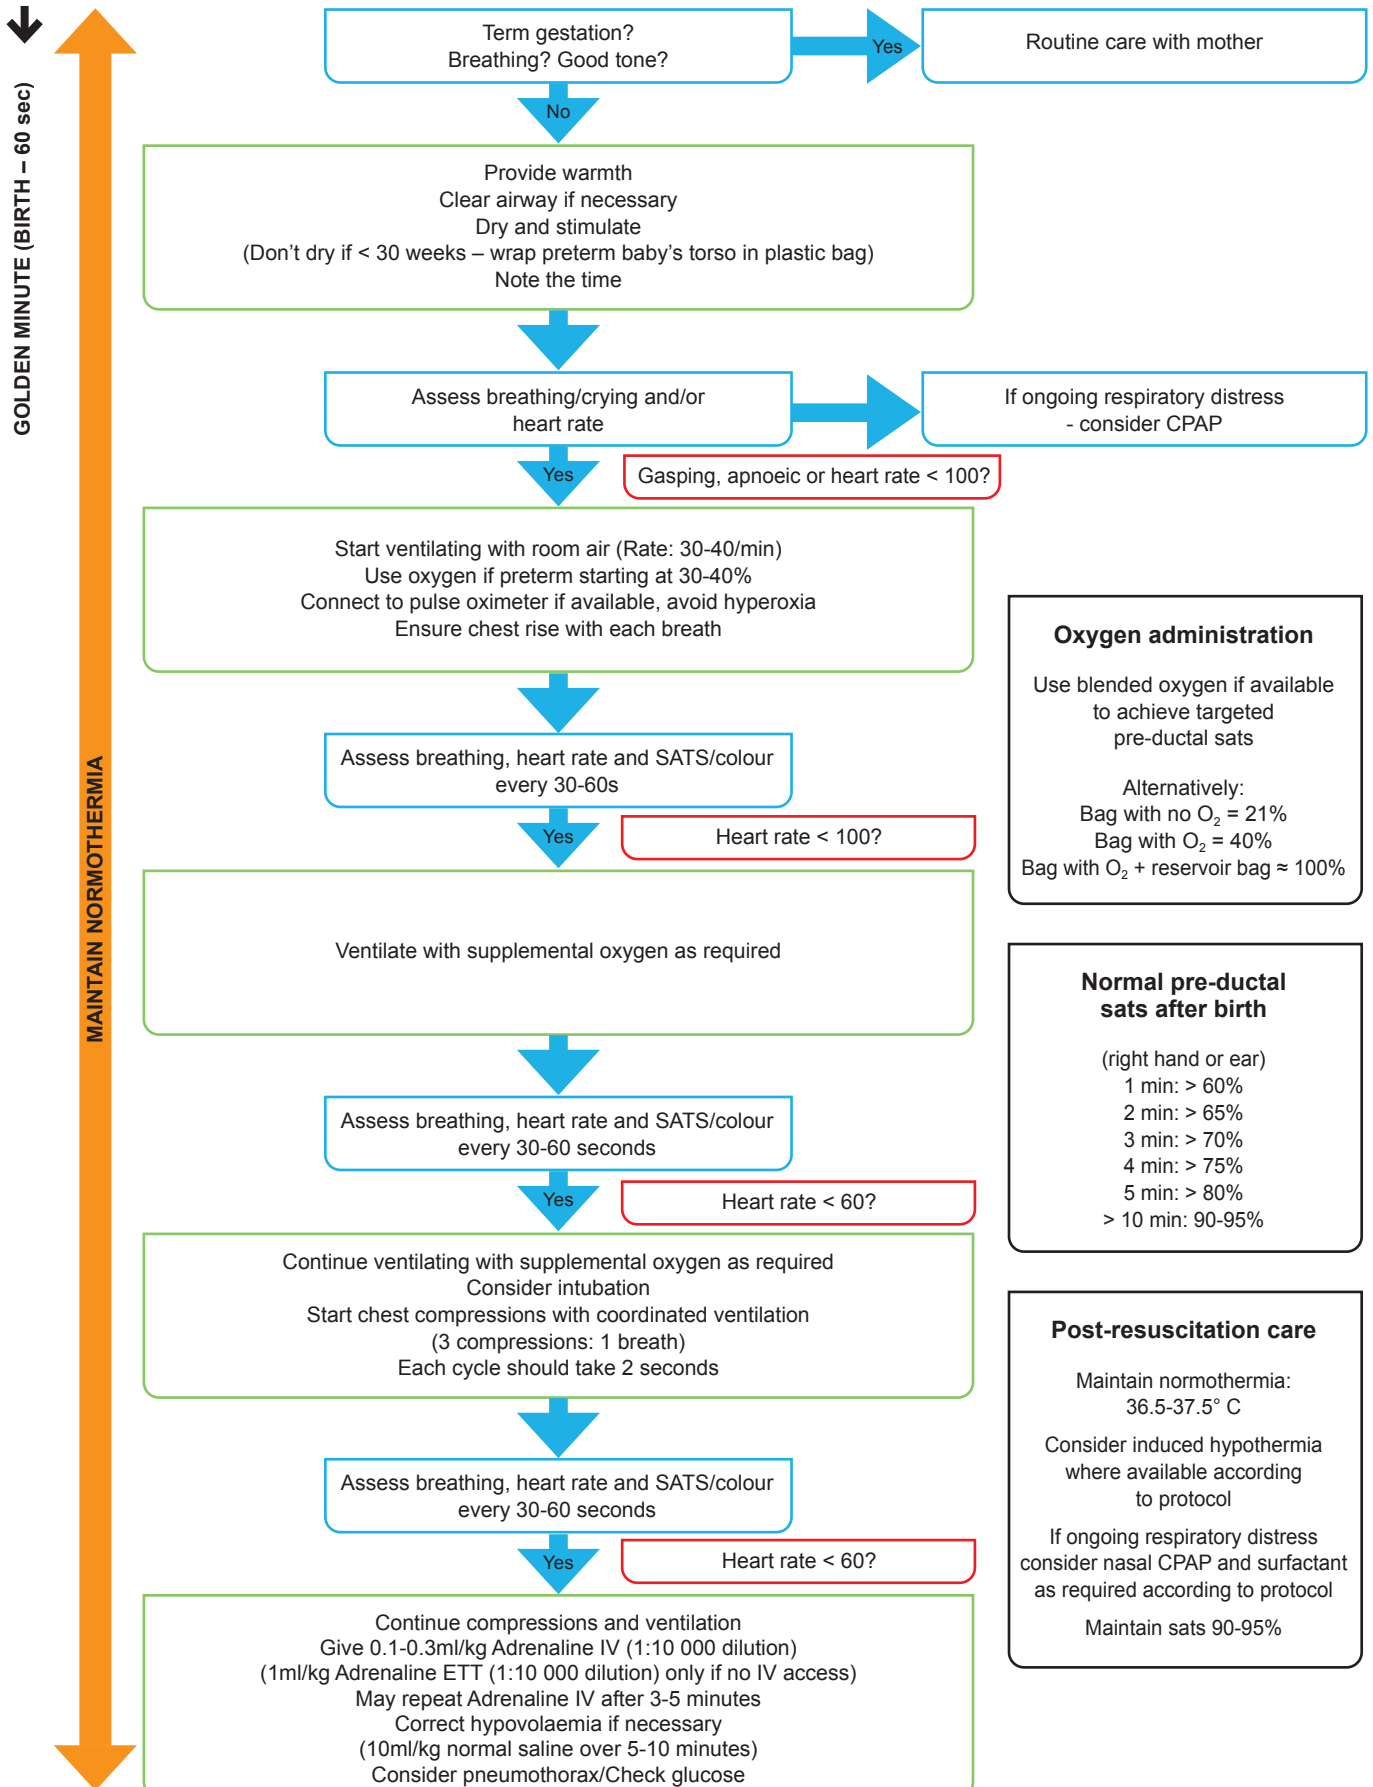 GOLDEN MINUTE (BIRTH – 60 sec)
MAINTAIN NORMOTHERMIA
Term gestation?
Breathing? Good tone?
Yes
Routine care with mother
No
Provide warmth
Clear airway if necessary
Dry and stimulate
(Don’t dry if < 30 weeks – wrap preterm baby’s torso in plastic bag)
Note the time
Assess breathing/crying and/or
heart rate
If ongoing respiratory distress
- consider CPAP
Yes
Gasping, apnoeic or heart rate < 100?
Start ventilating with room air (Rate: 30-40/min)
Use oxygen if preterm starting at 30-40%
Connect to pulse oximeter if available, avoid hyperoxia
Ensure chest rise with each breath
Assess breathing, heart rate and SATS/colour
every 30-60s
Yes
Heart rate < 100?
Ventilate with supplemental oxygen as required
Assess breathing, heart rate and SATS/colour
every 30-60 seconds
Yes
Heart rate < 60?
Continue ventilating with supplemental oxygen as required
Consider intubation
Start chest compressions with coordinated ventilation
(3 compressions: 1 breath)
Each cycle should take 2 seconds
Assess breathing, heart rate and SATS/colour
every 30-60 seconds
Yes
Heart rate < 60?
Continue compressions and ventilation
Give 0.1-0.3ml/kg Adrenaline IV (1:10 000 dilution)
(1ml/kg Adrenaline ETT (1:10 000 dilution) only if no IV access)
May repeat Adrenaline IV after 3-5 minutes
Correct hypovolaemia if necessary
(10ml/kg normal saline over 5-10 minutes)
Consider pneumothorax/Check glucose
Oxygen administration
Use blended oxygen if available
to achieve targeted
pre-ductal sats
Alternatively:
Bag with no O₂ = 21%
Bag with O₂ = 40%
Bag with O₂ + reservoir bag ≈ 100%
Normal pre-ductal
sats after birth
(right hand or ear)
1 min: > 60%
2 min: > 65%
3 min: > 70%
4 min: > 75%
5 min: > 80%
> 10 min: 90-95%
Post-resuscitation care
Maintain normothermia:
36.5-37.5° C
Consider induced hypothermia
where available according
to protocol
If ongoing respiratory distress
consider nasal CPAP and surfactant
as required according to protocol
Maintain sats 90-95%